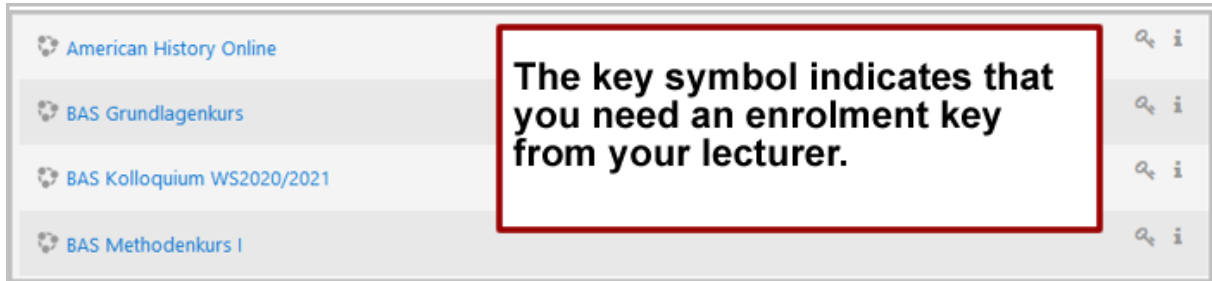 American History Online
The key symbol indicates that
you need an enrolment key
from your lecturer.
BAS Grundlagenkurs
BAS Kolloquium WS2020/2021
BAS Methodenkurs I